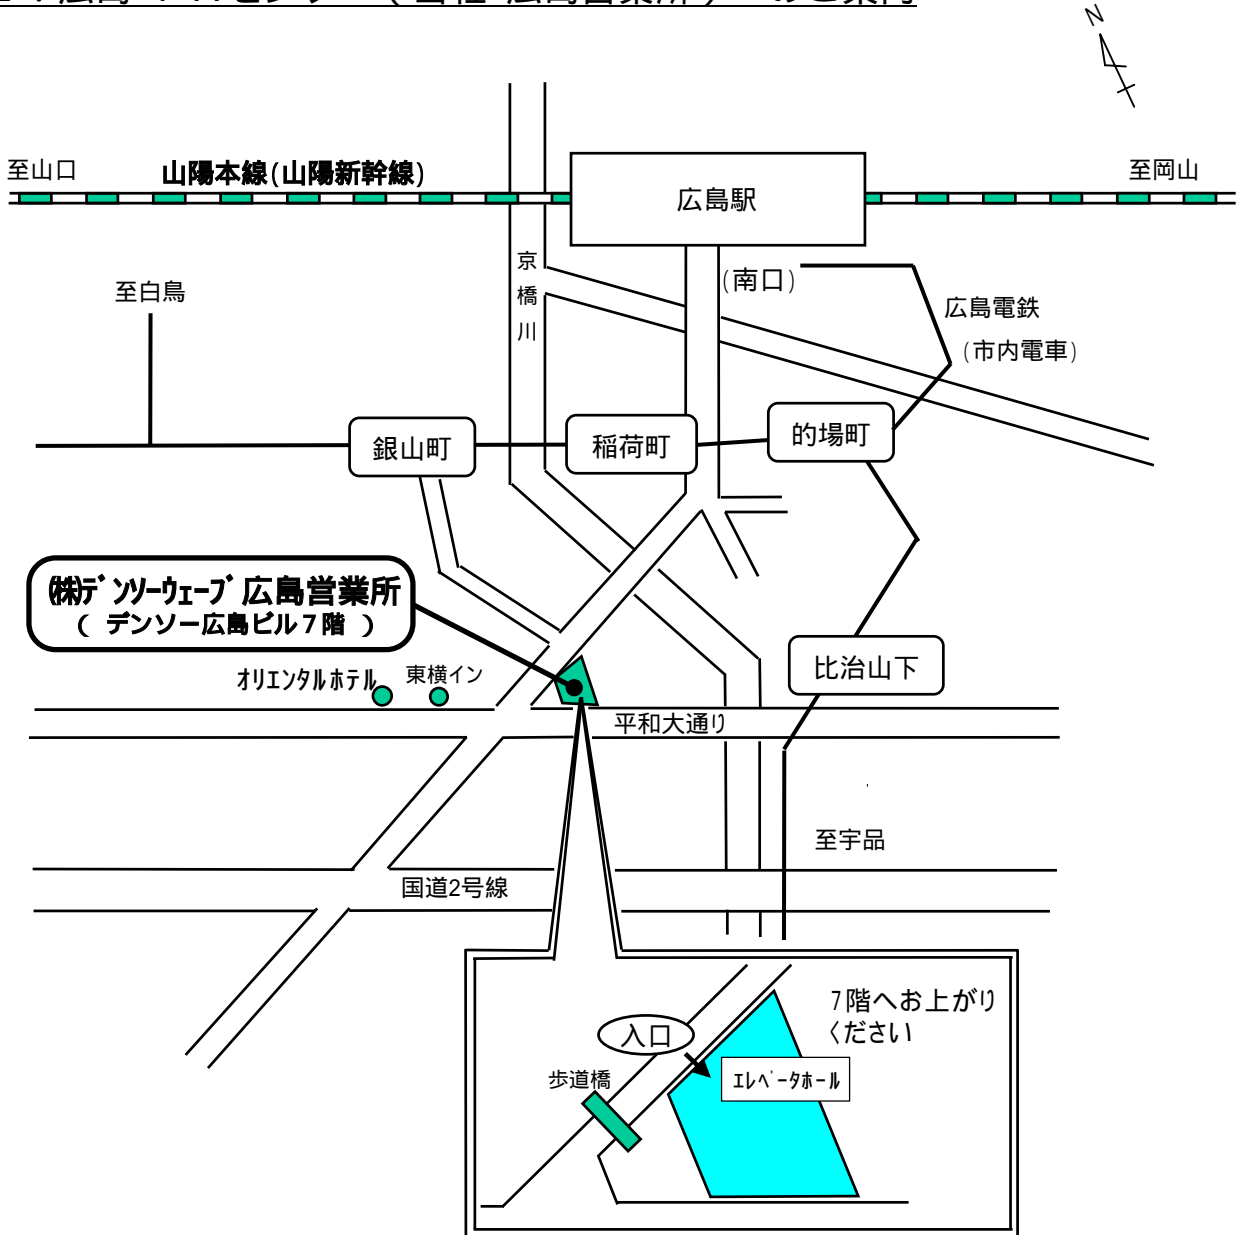 N
至山口
山陽本線(山陽新幹線)
広島駅
至岡山
京橋川
(南口)
至白鳥
広島電鉄
(市内電車)
銀山町
稲荷町
的場町
㈱ﾃﾞﾝｿｰｳｪｰﾌﾞ 広島営業所
( デンソー広島ビル7階 )
オリエンタルホテル
東横イン
比治山下
平和大通り
至宇品
国道2号線
7階へお上がり
ください
入口
歩道橋
ｴﾚﾍﾞｰﾀﾎｰﾙ